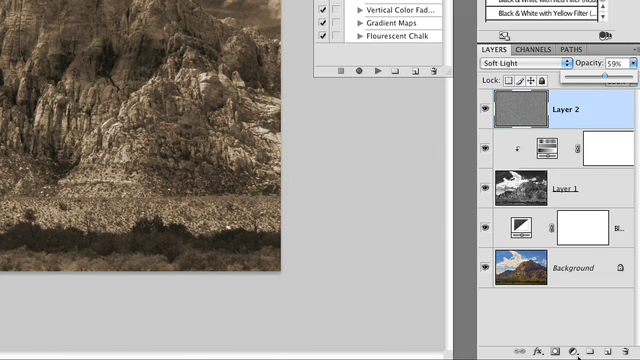 Vertical Color Fad...
Gradient Maps
Flourescent Chalk
Black & White with Yellow Filter (...
LAYERS
CHANNELS
PATHS
Soft Light
Opacity:
59%
Lock:
Layer 2
Layer 1
Bl...
Background
fx